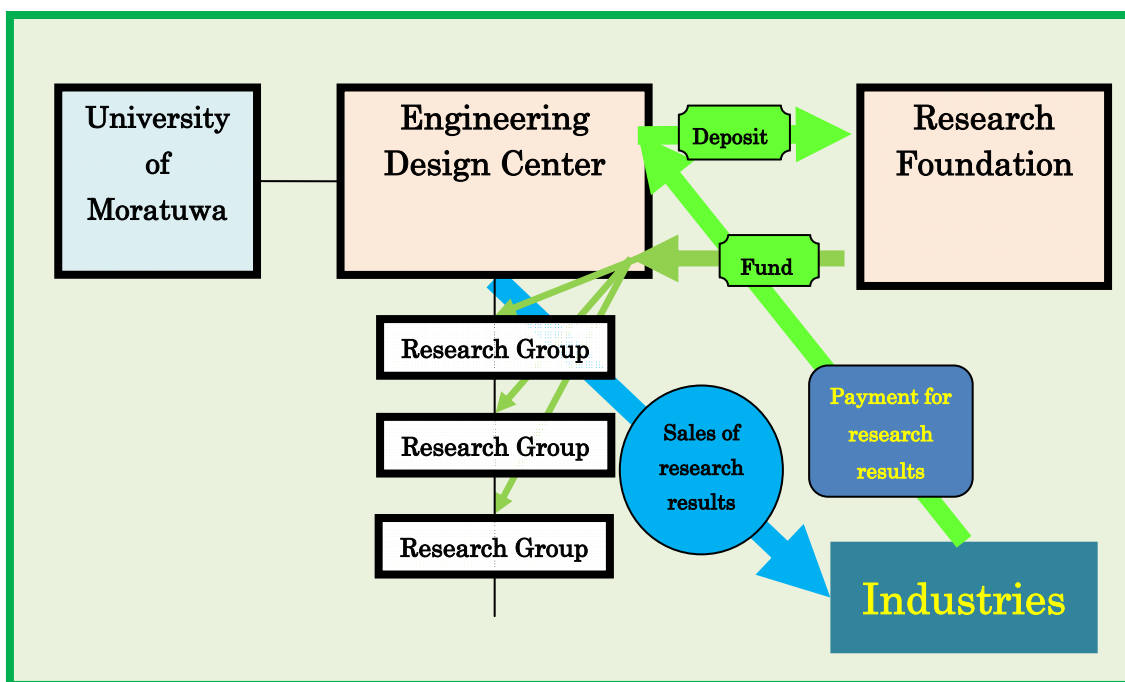 University
of
Moratuwa
Engineering
Design Center
Deposit
Research
Foundation
Fund
Research Group
Research Group
Research Group
Sales of
research
results
Payment for
research
results
Industries